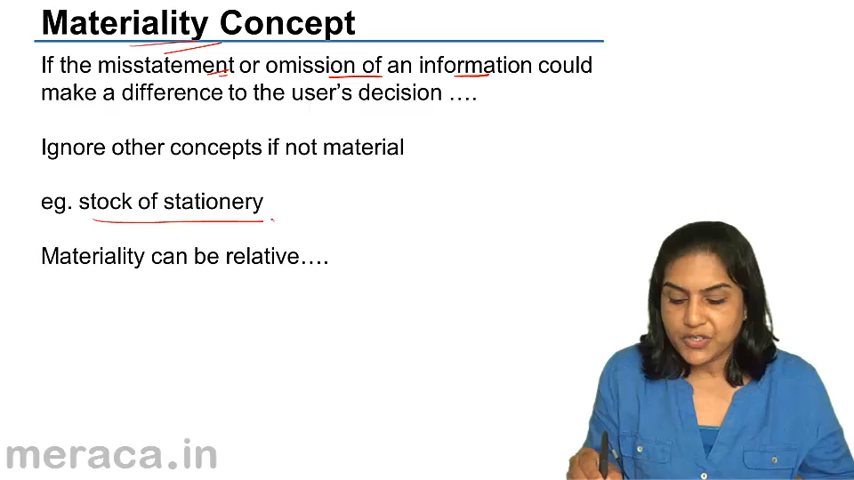 Materiality Concept
If the misstatement or omission of an information could
make a difference to the user's decision ….
Ignore other concepts if not material
eg. stock of stationery
Materiality can be relative….
meraca.in